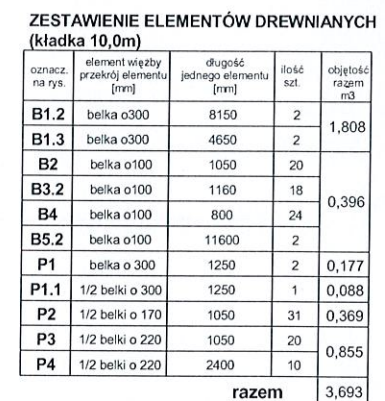 ZESTAWIENIE ELEMENTÓW DREWNIANYCH
(kładka 10,0m)
oznacz. na rys. element więźby przekrój elementu [mm] długość jednego elementu [mm] ilość szt. objętość razem m3
B1.2 belka o300 8150 2 1,808
B1.3 belka o300 4650 2
B2 belka o100 1050 20 0,396
B3.2 belka o100 1160 18
B4 belka o100 800 24
B5.2 belka o100 11600 2
P1 belka o 300 1250 2 0,177
P1.1 1/2 belki o 300 1250 1 0,088
P2 1/2 belki o 170 1050 31 0,369
P3 1/2 belki o 220 1050 20 0,855
P4 1/2 belki o 220 2400 10
razem 3,693